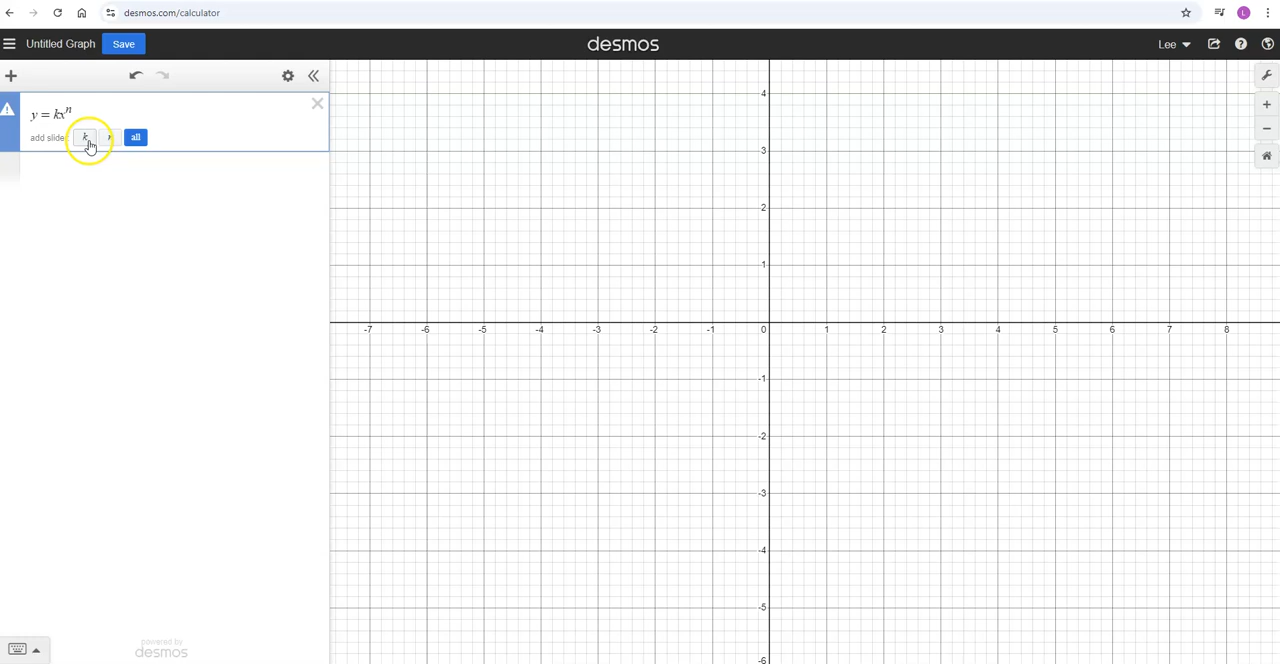 desmos.com/calculator
L
Untitled Graph
Save
desmos
Lee
y = kxⁿ
add slide
k
all
4
3
2
1
-7 -6 -5 -4 -3 -2 -1 0 1 2 3 4 5 6 7 8
-1
-2
-3
-4
-5
-6
powered by
desmos